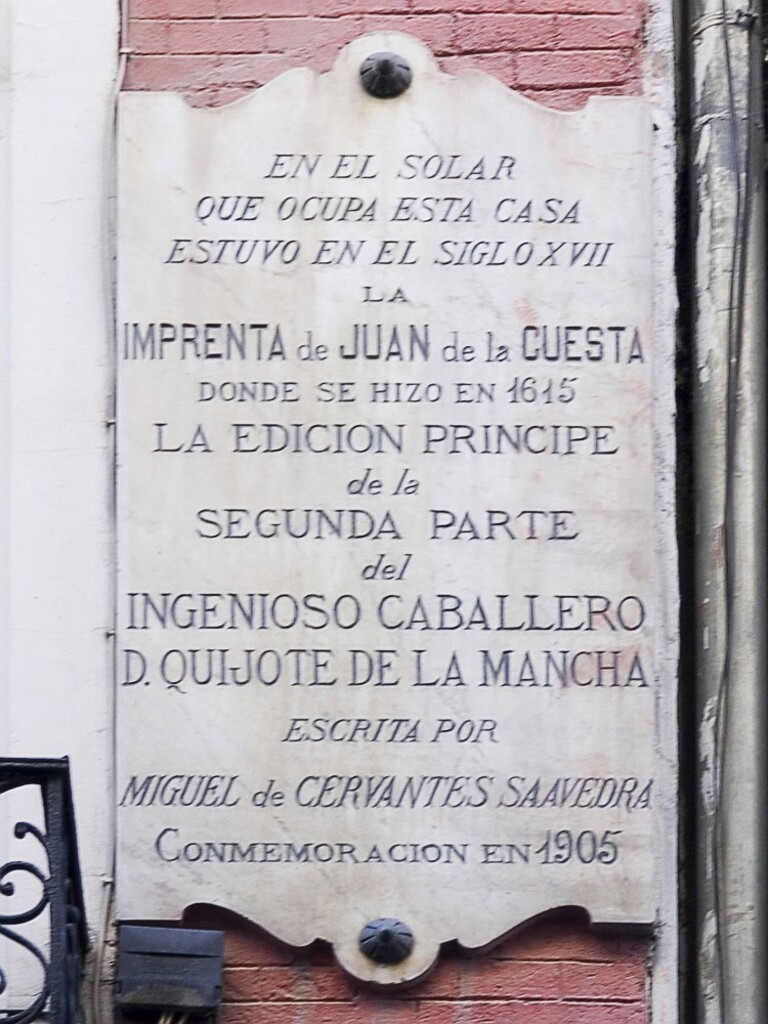 EN EL SOLAR
QUE OCUPA ESTA CASA
ESTUVO EN EL SIGLO XVII
LA
IMPRENTA de JUAN de la CUESTA
DONDE SE HIZO EN 1615
LA EDICION PRINCIPE
de la
SEGUNDA PARTE
del
INGENIOSO CABALLERO
D. QUIJOTE DE LA MANCHA
ESCRITA POR
MIGUEL de CERVANTES SAAVEDRA
CONMEMORACION EN 1905